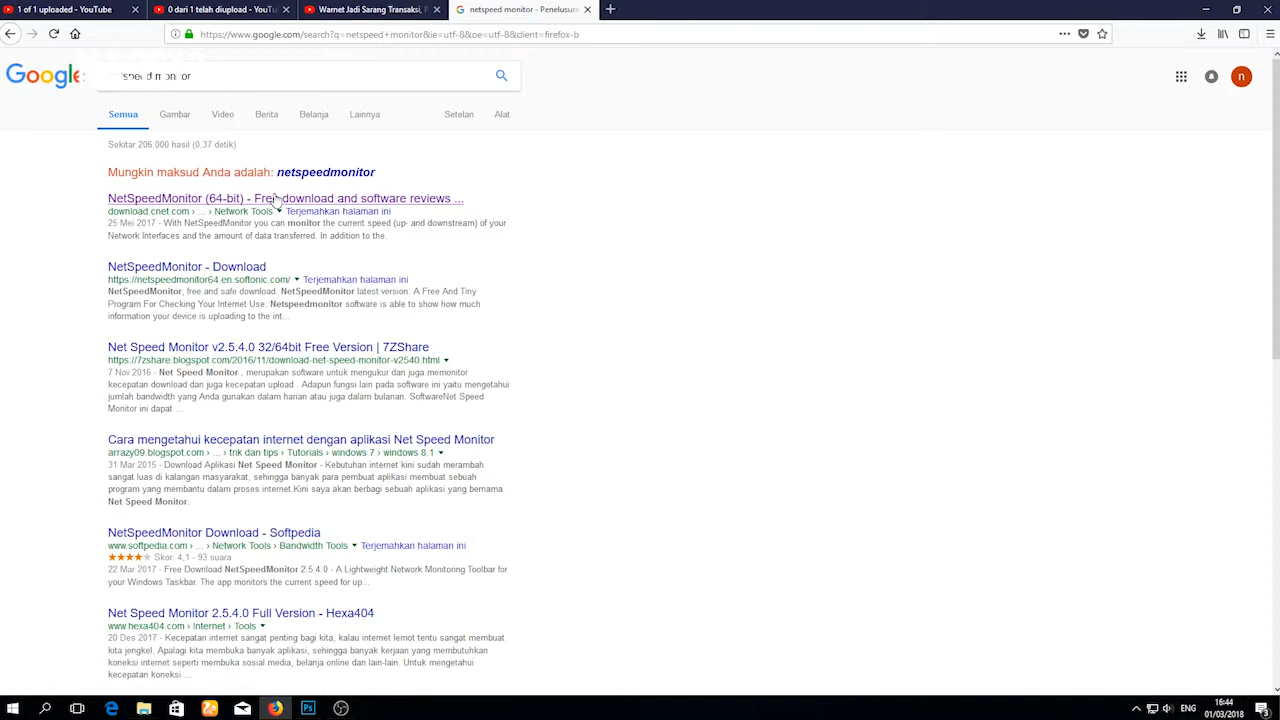 1 of 1 uploaded - YouTube
0 dari 1 telah diupload - YouTu
Warnet Jadi Sarang Transaksi, F
netspeed monitor - Penelusura
https://www.google.com/search?q=netspeed+monitor&ie=utf-8&oe=utf-8&client=firefox-b
Google
netspeed monitor
n
Semua
Gambar
Video
Berita
Belanja
Lainnya
Setelan
Alat
Sekitar 206.000 hasil (0,37 detik)
Mungkin maksud Anda adalah: netspeedmonitor
NetSpeedMonitor (64-bit) - Free download and software reviews ...
download.cnet.com › ... › Network Tools Terjemahkan halaman ini
25 Mei 2017 - With NetSpeedMonitor you can monitor the current speed (up- and downstream) of your
Network Interfaces and the amount of data transferred. In addition to the.
NetSpeedMonitor - Download
https://netspeedmonitor64.en.softonic.com/ Terjemahkan halaman ini
NetSpeedMonitor, free and safe download. NetSpeedMonitor latest version: A Free And Tiny
Program For Checking Your Internet Use. Netspeedmonitor software is able to show how much
information your device is uploading to the int...
Net Speed Monitor v2.5.4.0 32/64bit Free Version | 7ZShare
https://7zshare.blogspot.com/2016/11/download-net-speed-monitor-v2540.html
7 Nov 2016 - Net Speed Monitor , merupakan software untuk mengukur dan juga memonitor
kecepatan download dan juga kecepatan upload . Adapun fungsi lain pada software ini yaitu mengetahui
jumlah bandwidth yang Anda gunakan dalam harian atau juga dalam bulanan. SoftwareNet Speed
Monitor ini dapat ...
Cara mengetahui kecepatan internet dengan aplikasi Net Speed Monitor
arrazy09.blogspot.com › ... › trik dan tips › Tutorials › windows 7 › windows 8.1
31 Mar 2015 - Download Aplikasi Net Speed Monitor - Kebutuhan internet kini sudah merambah
sangat luas di kalangan masyarakat, sehingga banyak para pembuat aplikasi membuat sebuah
program yang membantu dalam proses internet.Kini saya akan berbagi sebuah aplikasi yang bernama
Net Speed Monitor.
NetSpeedMonitor Download - Softpedia
www.softpedia.com › ... › Network Tools › Bandwidth Tools Terjemahkan halaman ini
Skor: 4,1 - 93 suara
22 Mar 2017 - Free Download NetSpeedMonitor 2.5.4.0 - A Lightweight Network Monitoring Toolbar for
your Windows Taskbar. The app monitors the current speed for up...
Net Speed Monitor 2.5.4.0 Full Version - Hexa404
www.hexa404.com › Internet › Tools
20 Des 2017 - Kecepatan internet sangat penting bagi kita, kalau internet lemot tentu sangat membuat
kita jengkel. Apalagi kita membuka banyak aplikasi, sehingga banyak kerjaan yang membutuhkan
koneksi internet seperti membuka sosial media, belanja online dan lain-lain. Untuk mengetahui
kecepatan koneksi ...
Ps
ENG
16:44
01/03/2018
3